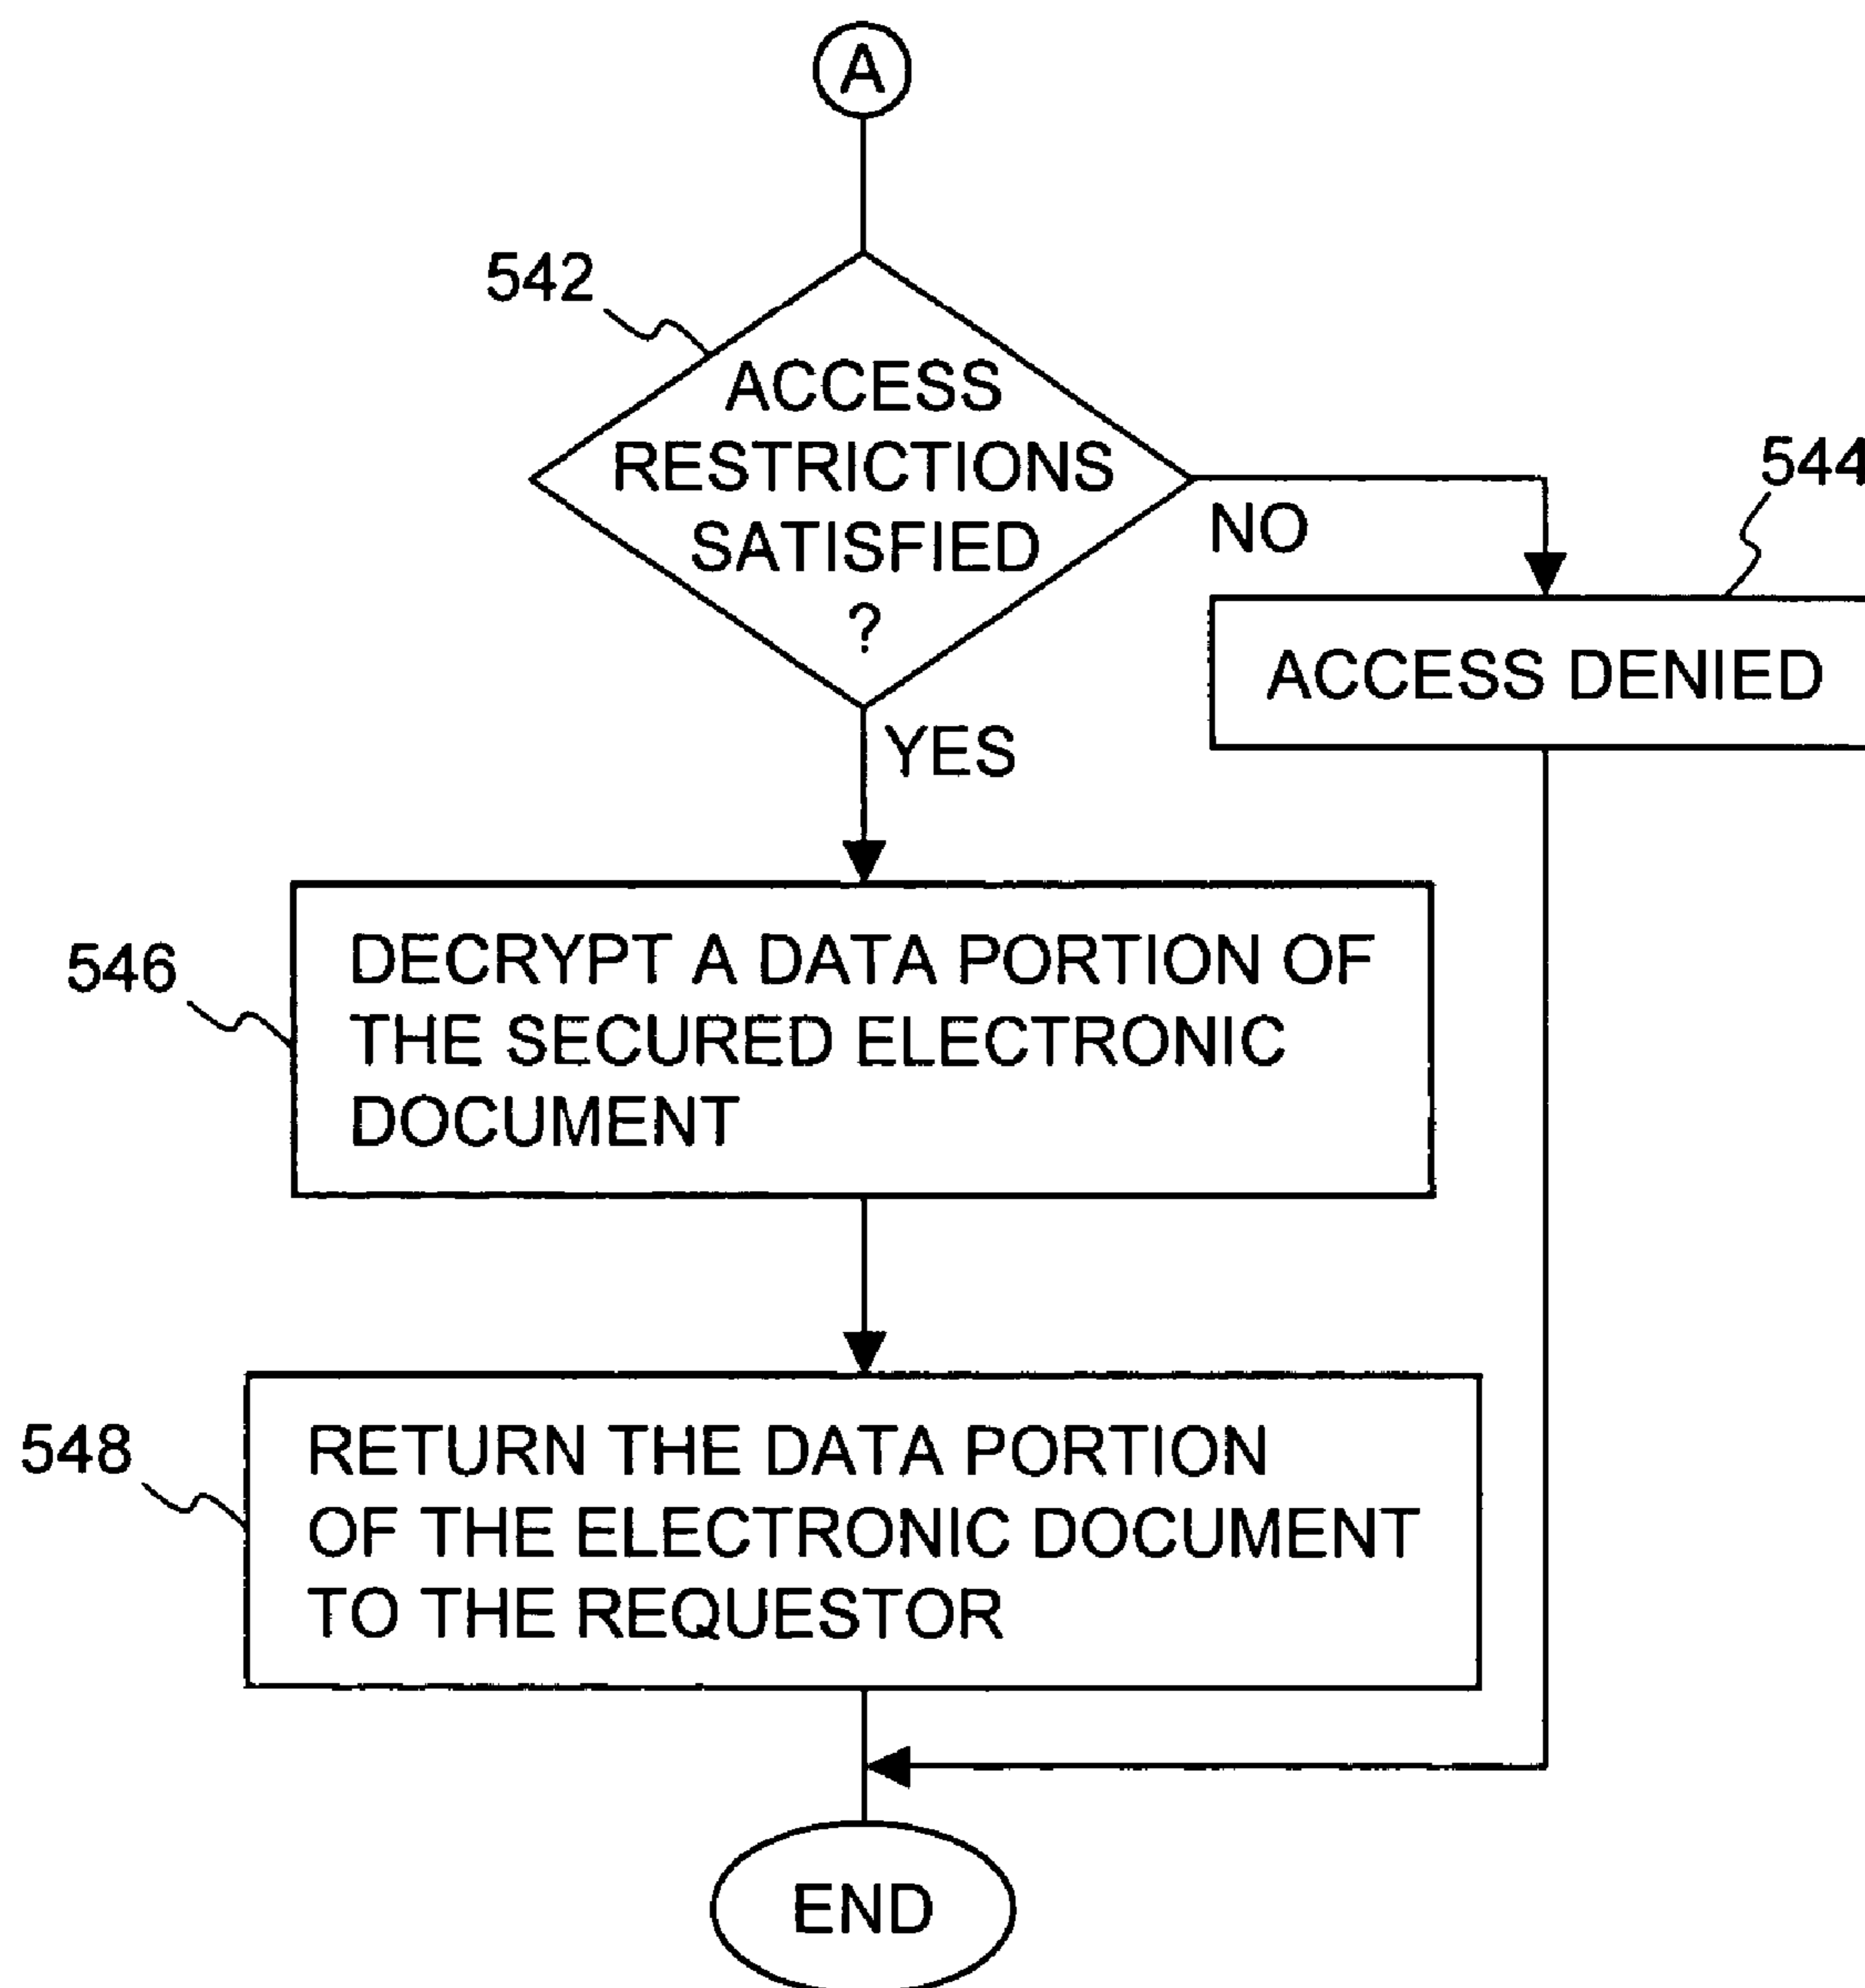 A
542
ACCESS
RESTRICTIONS
SATISFIED
?
NO
544
ACCESS DENIED
YES
546
DECRYPT A DATA PORTION OF
THE SECURED ELECTRONIC
DOCUMENT
548
RETURN THE DATA PORTION
OF THE ELECTRONIC DOCUMENT
TO THE REQUESTOR
END